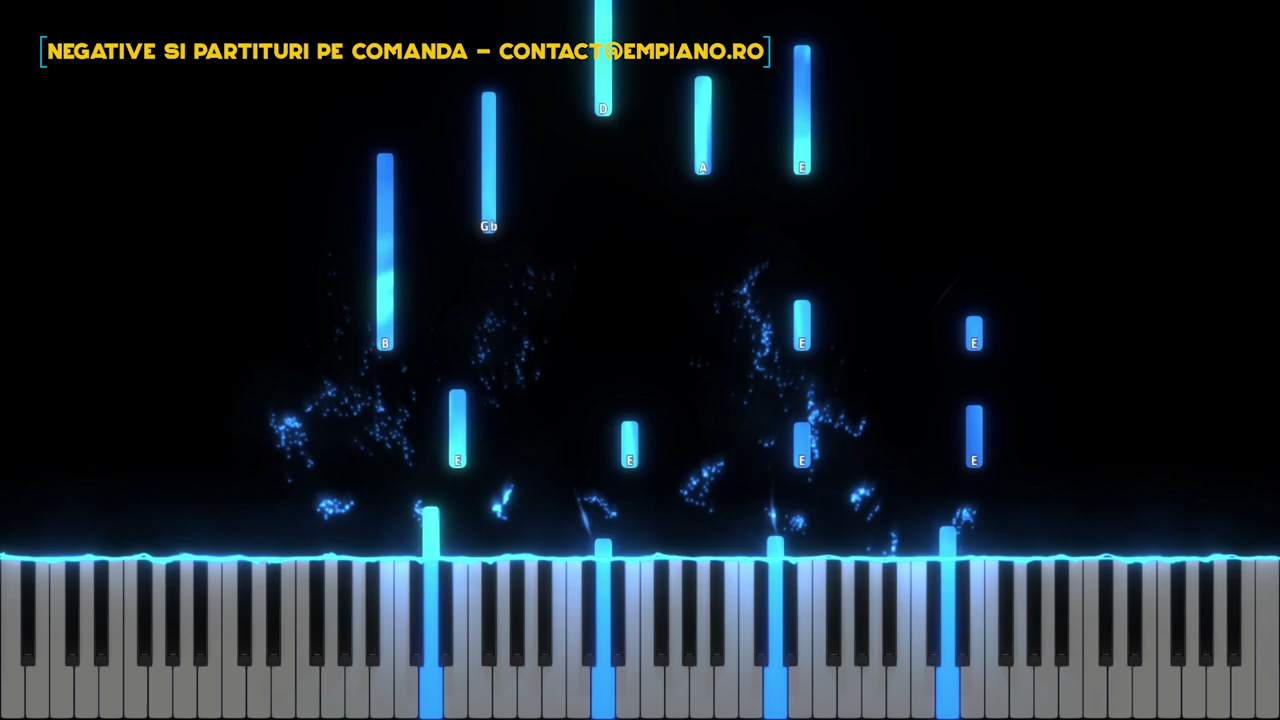 [NEGATIVE SI PARTITURI PE COMANDA – CONTACT@EMPIANO.RO]
D
A
E
Gb
B
E
E
E
E
E
E